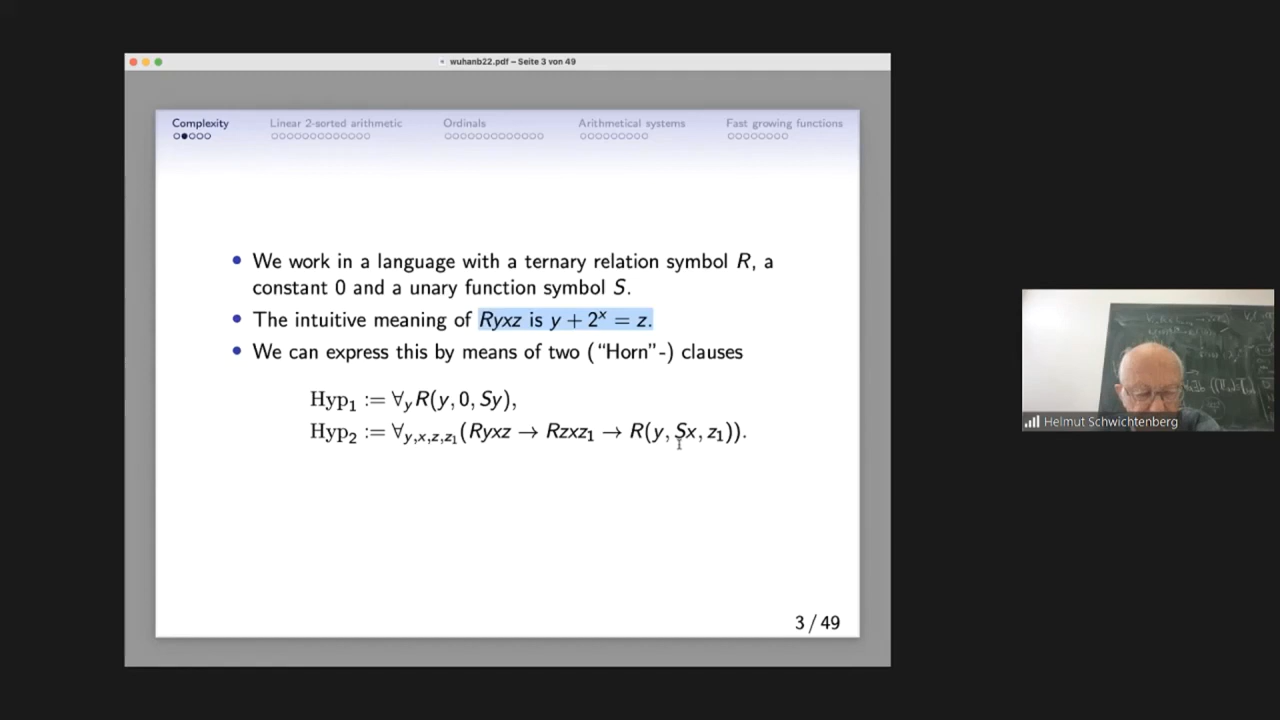 wuhanb22.pdf – Seite 3 von 49
Complexity Linear 2-sorted arithmetic Ordinals Arithmetical systems Fast growing functions
• We work in a language with a ternary relation symbol R, a
constant 0 and a unary function symbol S.
• The intuitive meaning of Ryxz is y + 2ˣ = z.
• We can express this by means of two (“Horn”-) clauses
Hyp₁ := ∀_y R(y, 0, Sy),
Hyp₂ := ∀_{y,x,z,z₁}(Ryxz → Rzxz₁ → R(y, Sx, z₁)).
3 / 49
Helmut Schwichtenberg